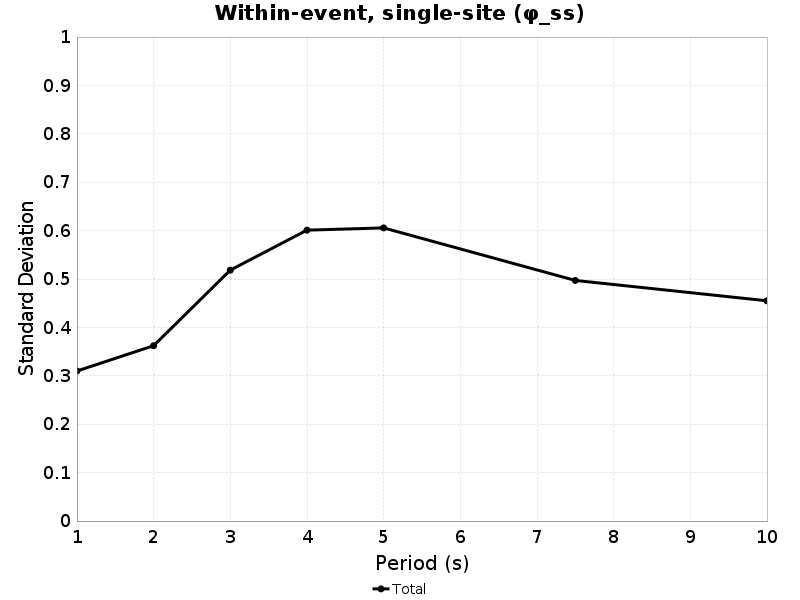 Within-event, single-site (φ_ss)
1
0.9
0.8
0.7
0.6
0.5
0.4
0.3
0.2
0.1
0
Standard Deviation
1 2 3 4 5 6 7 8 9 10
Period (s)
Total